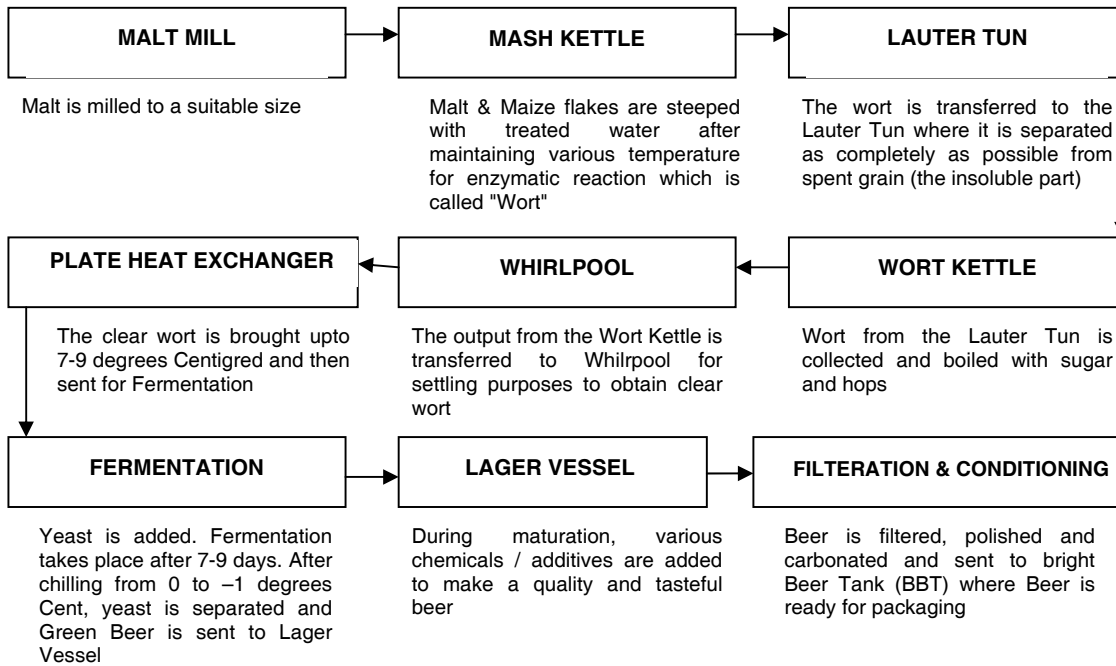 MALT MILL
Malt is milled to a suitable size
MASH KETTLE
Malt & Maize flakes are steeped
with treated water after
maintaining various temperature
for enzymatic reaction which is
called "Wort"
LAUTER TUN
The wort is transferred to the
Lauter Tun where it is separated
as completely as possible from
spent grain (the insoluble part)
WORT KETTLE
Wort from the Lauter Tun is
collected and boiled with sugar
and hops
WHIRLPOOL
The output from the Wort Kettle is
transferred to Whilrpool for
settling purposes to obtain clear
wort
PLATE HEAT EXCHANGER
The clear wort is brought upto
7-9 degrees Centigred and then
sent for Fermentation
FERMENTATION
Yeast is added. Fermentation
takes place after 7-9 days. After
chilling from 0 to –1 degrees
Cent, yeast is separated and
Green Beer is sent to Lager
Vessel
LAGER VESSEL
During maturation, various
chemicals / additives are added
to make a quality and tasteful
beer
FILTERATION & CONDITIONING
Beer is filtered, polished and
carbonated and sent to bright
Beer Tank (BBT) where Beer is
ready for packaging